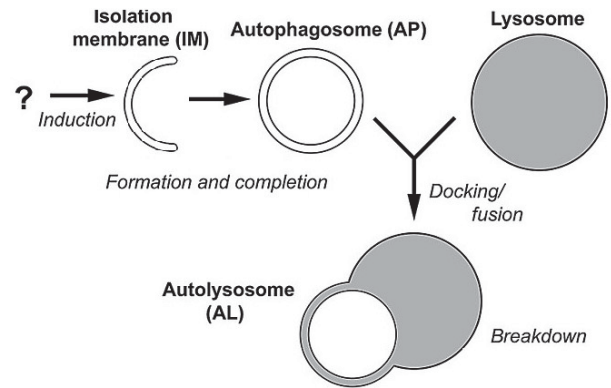 Isolation
membrane (IM)
Autophagosome (AP)
Lysosome
?
Induction
Formation and completion
Docking/
fusion
Autolysosome
(AL)
Breakdown